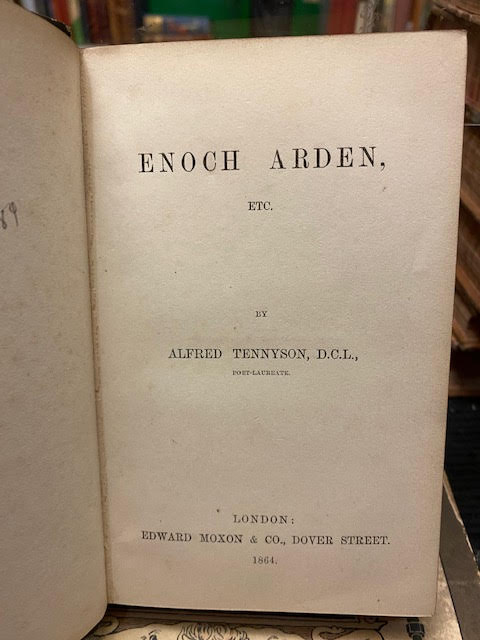 ENOCH ARDEN,
ETC.
BY
ALFRED TENNYSON, D.C.L.,
POET-LAUREATE.
LONDON:
EDWARD MOXON & CO., DOVER STREET.
1864.